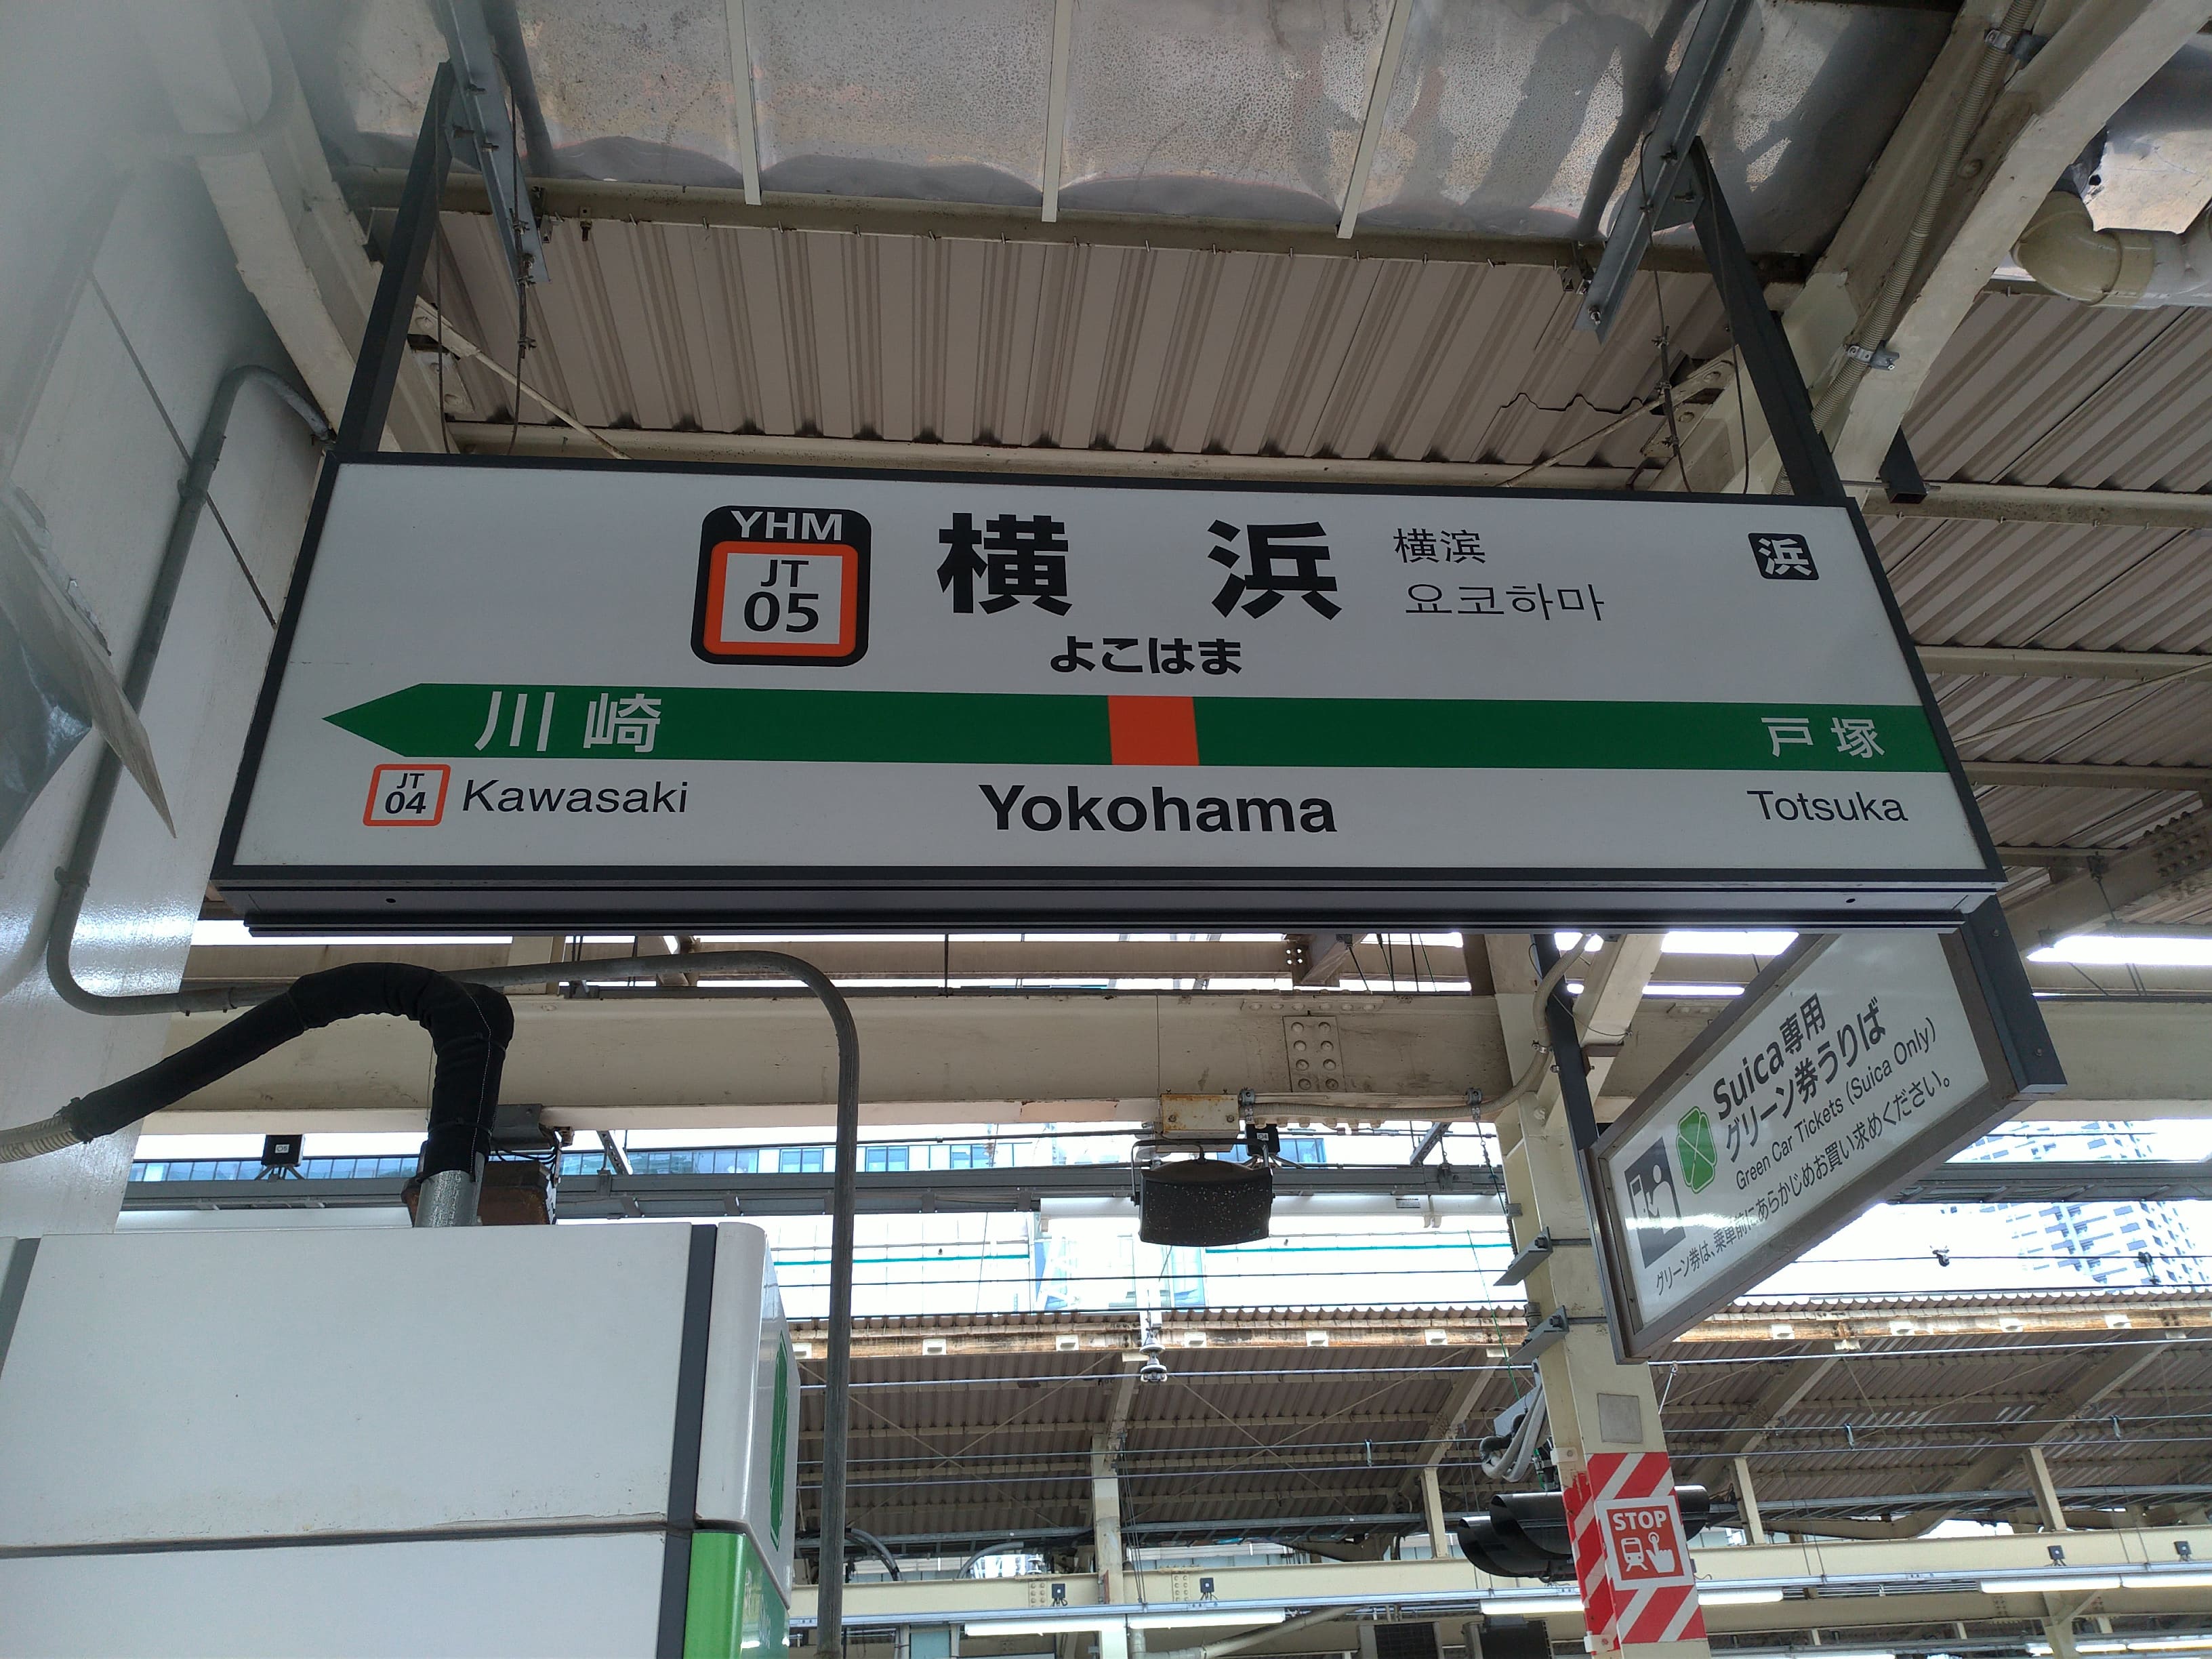 YHM
JT
05
横浜
横滨
요코하마
浜
よこはま
川崎
戸塚
JT
04
Kawasaki
Yokohama
Totsuka
Suica専用
グリーン券うりば
Green Car Tickets (Suica Only)
グリーン券は、乗車前にあらかじめお買い求めください。
STOP